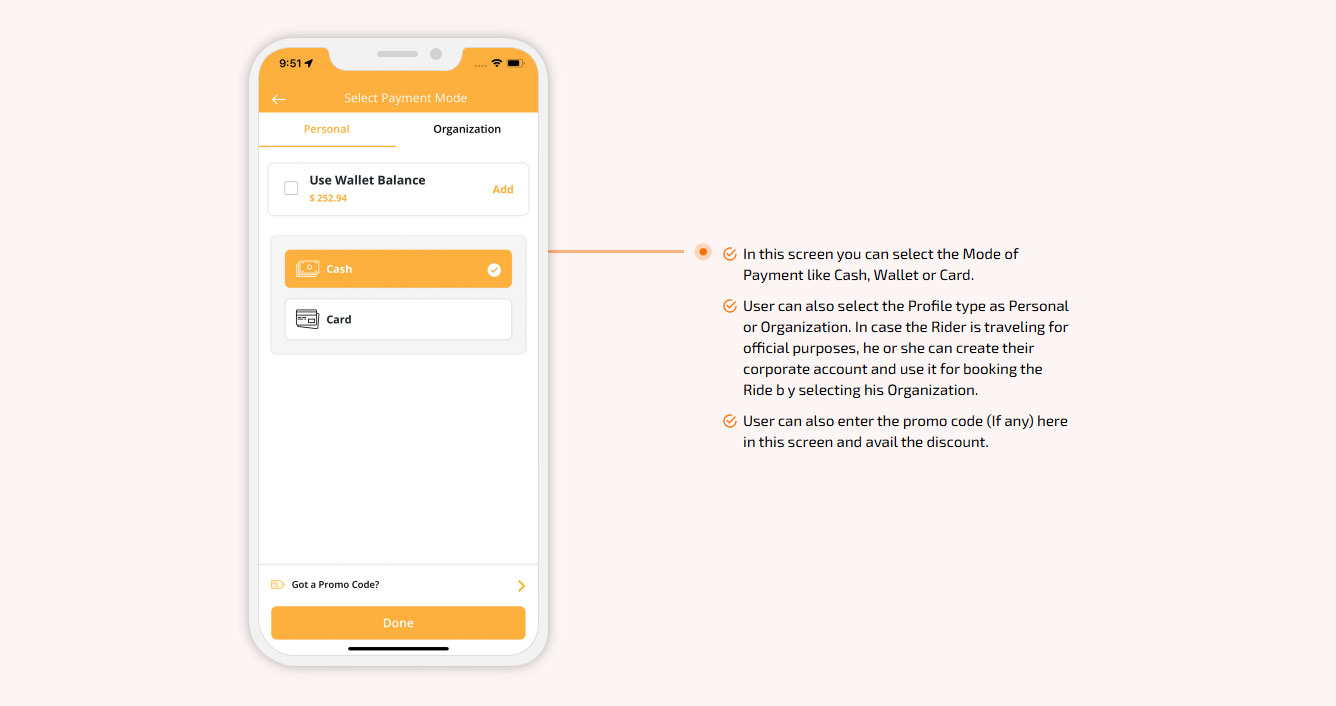 9:51
Select Payment Mode
Personal
Organization
Use Wallet Balance
$ 252.94
Add
Cash
Card
Got a Promo Code?
Done
In this screen you can select the Mode of
Payment like Cash, Wallet or Card.
User can also select the Profile type as Personal
or Organization. In case the Rider is traveling for
official purposes, he or she can create their
corporate account and use it for booking the
Ride b y selecting his Organization.
User can also enter the promo code (If any) here
in this screen and avail the discount.